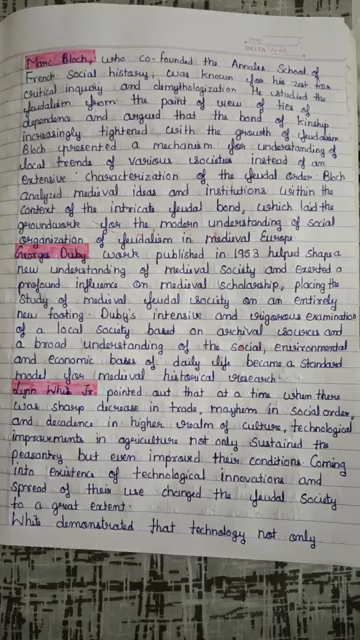 Marc Bloch, who co-founded the Annales School of
French social history, was known for his zest for
critical inquiry and demythologization. He studied the
feudalism from the point of view of ties of
dependence and argued that the bond of Kinship
increasingly tightened with the growth of feudalism
Bloch presented a mechanism for understanding of
local trends of various societies instead of an
extensive characterization of the feudal order. Bloch
analyzed medieval ideas and institutions within the
context of the intricate feudal bond, which laid the
groundwork for the modern understanding of social
organization of feudalism in medieval Europe
Georges Duby work published in 1953 helped shape a
new understanding of medieval Society and exerted a
profound influence on medieval scholarship, placing the
study of medieval feudal society on an entirely
new footing. Duby's intensive and rigorous examination
of a local society based on archival sources and
a broad understanding of the social, environmental
and economic bases of daily life became a standard
model for medieval historical research.
Lynn White Jr. pointed out that at a time when there
was sharp decrease in trade, mayhem in social order,
and decadence in higher realm of culture, technological
improvements in agriculture not only sustained the
peasantry but even improved their conditions. Coming
into existence of technological innovations and
spread of their use changed the feudal Society
to a great extent.
White demonstrated that technology not only